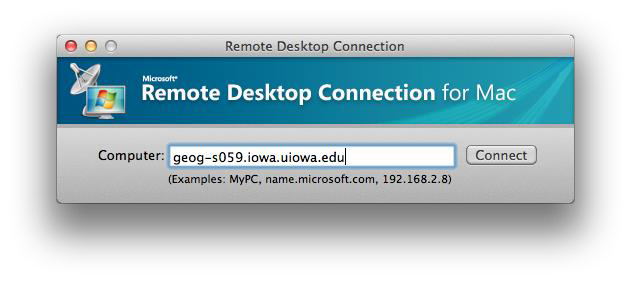 Remote Desktop Connection
Microsoft®
Remote Desktop Connection for Mac
Computer: geog-s059.iowa.uiowa.edu Connect
(Examples: MyPC, name.microsoft.com, 192.168.2.8)